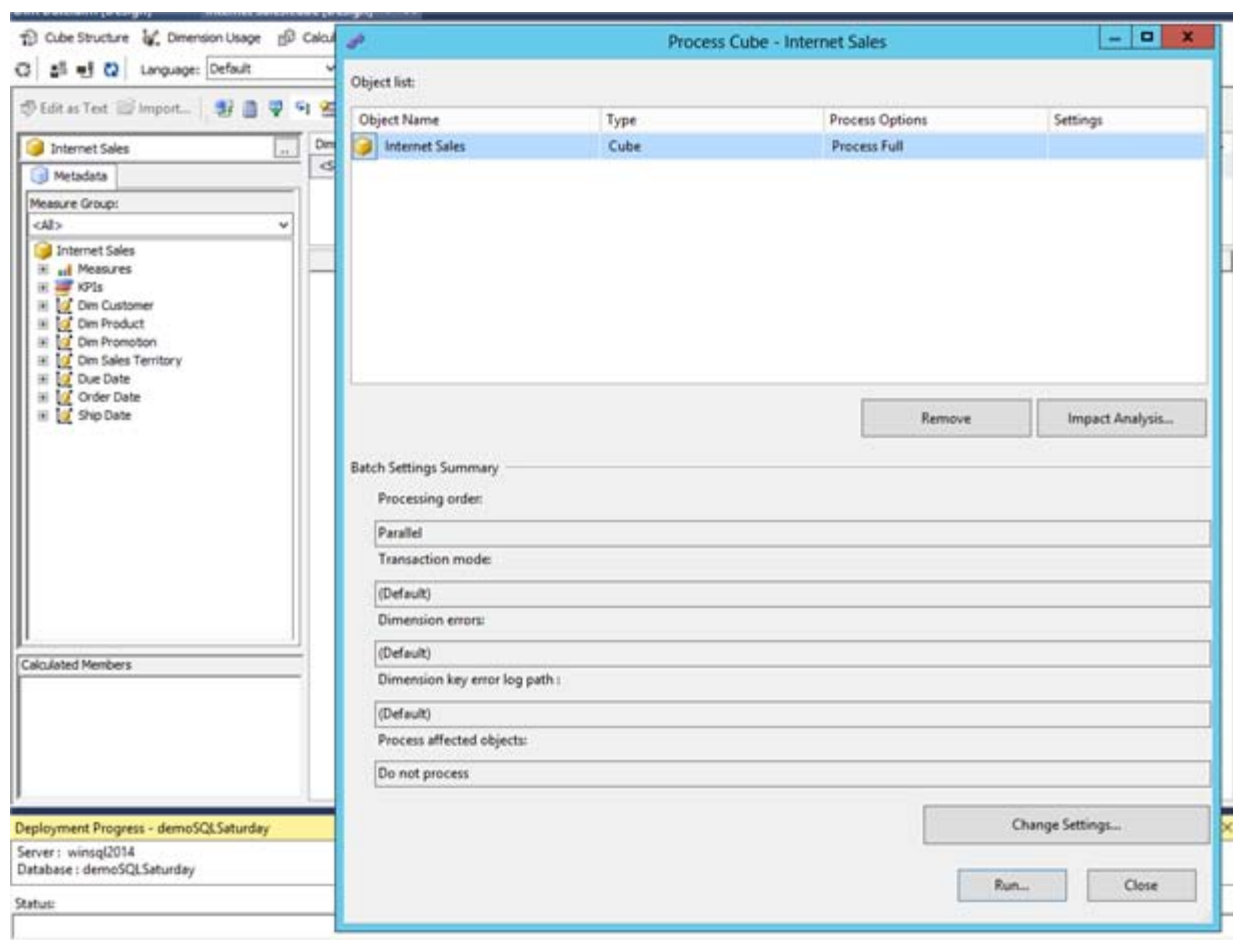 Cube Structure Dimension Usage Calcul
Language: Default
Edit as Text Import...
Internet Sales ..
Metadata
Measure Group:
<All>
Internet Sales
Measures
KPIs
Dim Customer
Dim Product
Dim Promotion
Dim Sales Territory
Due Date
Order Date
Ship Date
Calculated Members
Deployment Progress - demoSQLSaturday
Server : winsql2014
Database : demoSQLSaturday
Status:
Dim
<S
Process Cube - Internet Sales
Object list:
Object Name Type Process Options Settings
Internet Sales Cube Process Full
Remove Impact Analysis...
Batch Settings Summary
Processing order:
Parallel
Transaction mode:
(Default)
Dimension errors:
(Default)
Dimension key error log path :
(Default)
Process affected objects:
Do not process
Change Settings...
Run... Close